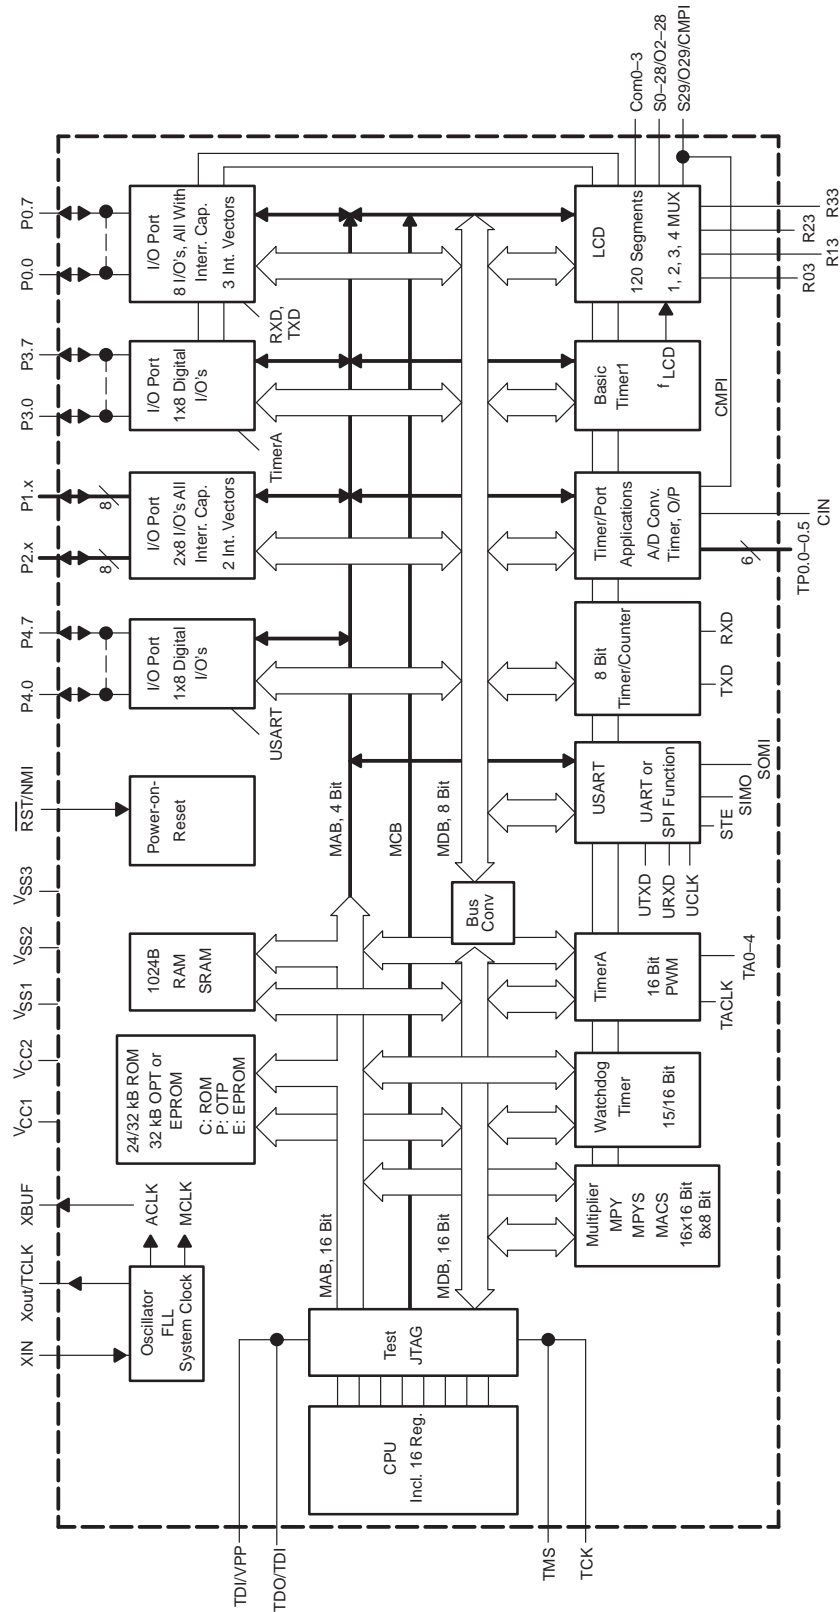 XIN
Xout/TCLK
XBUF
VCC1
VCC2
VSS1
VSS2
VSS3
RST/NMI
P4.0
P4.7
P2.x
P1.x
P3.0
P3.7
P0.0
P0.7
8
8
Oscillator
FLL
System Clock
ACLK
MCLK
24/32 kB ROM
32 kB OPT or
EPROM
C: ROM
P: OTP
E: EPROM
1024B
RAM
SRAM
Power-on-
Reset
I/O Port
1x8 Digital
I/O's
USART
I/O Port
2x8 I/O's All
Interr. Cap.
2 Int. Vectors
I/O Port
1x8 Digital
I/O's
TimerA
I/O Port
8 I/O's, All With
Interr. Cap.
3 Int. Vectors
RXD,
TXD
TDI/VPP
TDO/TDI
CPU
Incl. 16 Reg.
Test
JTAG
MAB, 16 Bit
MDB, 16 Bit
MAB, 4 Bit
MCB
MDB, 8 Bit
Bus
Conv
TMS
TCK
Multiplier
MPY
MPYS
MACS
16x16 Bit
8x8 Bit
Watchdog
Timer
15/16 Bit
TimerA
16 Bit
PWM
TACLK
TA0–4
USART
UART or
SPI Function
UTXD
URXD
UCLK
STE
SIMO
SOMI
8 Bit
Timer/Counter
TXD
RXD
Timer/Port
Applications
A/D Conv.
Timer, O/P
6
TP0.0–0.5
CIN
CMPI
Basic
Timer1
f LCD
LCD
120 Segments
1, 2, 3, 4 MUX
Com0–3
S0–28/O2–28
S29/O29/CMPI
R03
R13
R23
R33